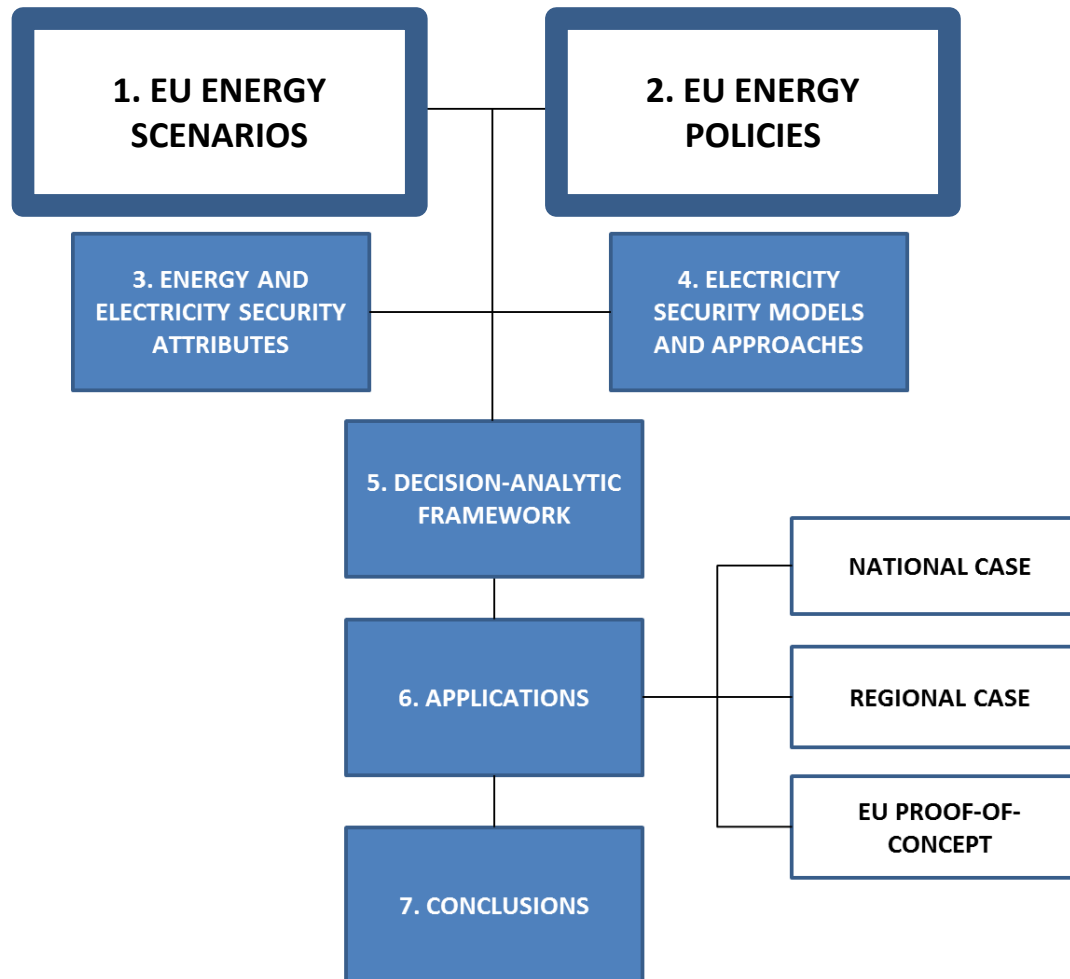 1. EU ENERGY
SCENARIOS
2. EU ENERGY
POLICIES
3. ENERGY AND
ELECTRICITY SECURITY
ATTRIBUTES
4. ELECTRICITY
SECURITY MODELS
AND APPROACHES
5. DECISION-ANALYTIC
FRAMEWORK
NATIONAL CASE
6. APPLICATIONS
REGIONAL CASE
EU PROOF-OF-
CONCEPT
7. CONCLUSIONS